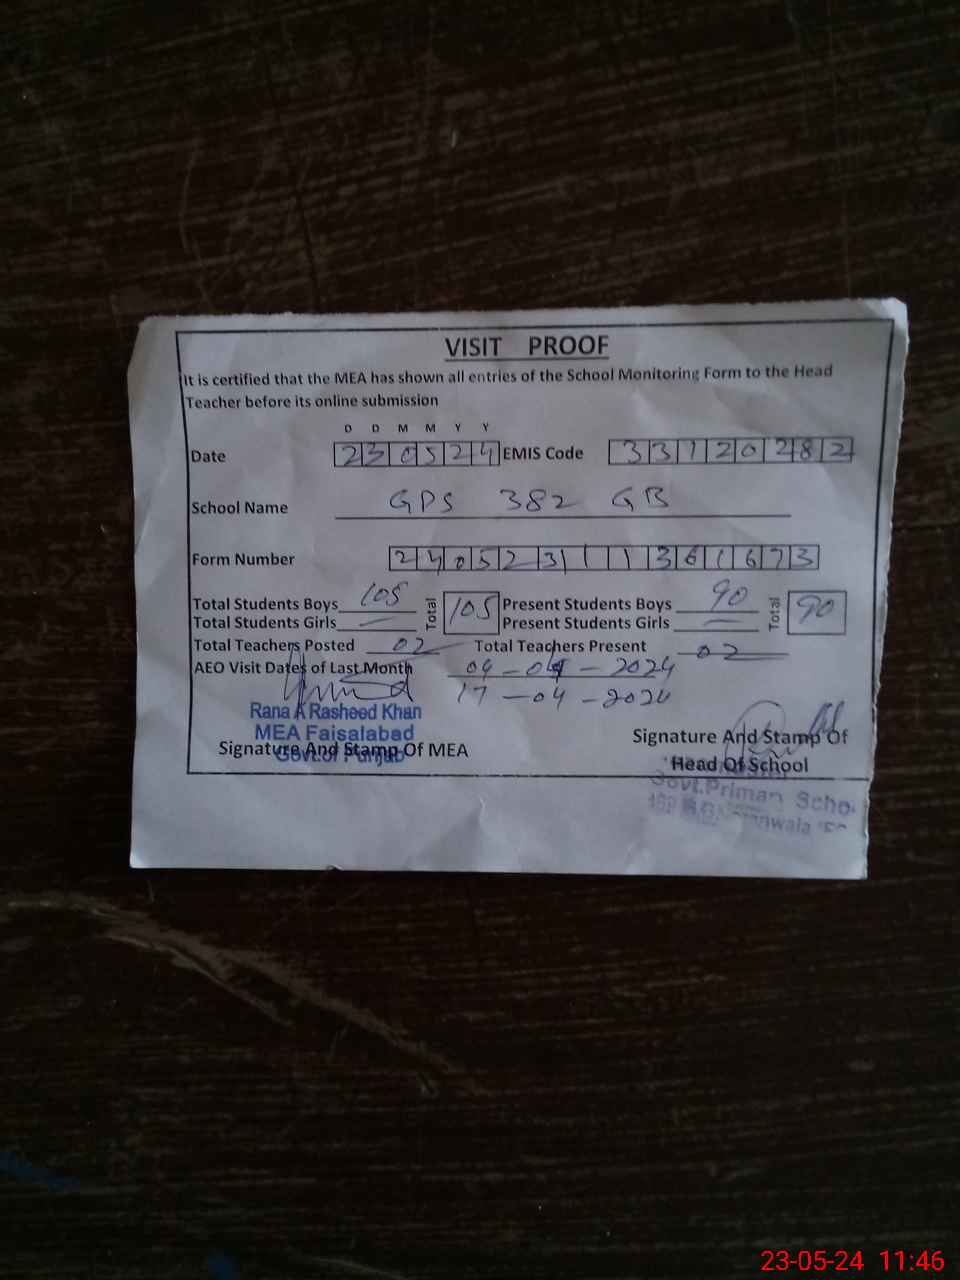 VISIT PROOF
It is certified that the MEA has shown all entries of the School Monitoring Form to the Head
Teacher before its online submission
D D M M Y Y
Date 230524 EMIS Code 33120282
School Name GPS 382 GB
Form Number 24052311361673
Total Students Boys 105 Total 105 Present Students Boys 90 Total 90
Total Students Girls — Present Students Girls —
Total Teachers Posted 02 Total Teachers Present 02
AEO Visit Dates of Last Month 04-04-2024
17-04-2024
Rana A Rasheed Khan
MEA Faisalabad
Govt.of Punjab
Signature And Stamp Of MEA
Signature And Stamp Of
Head Of School
Govt.Primary Scho
23-05-24 11:46